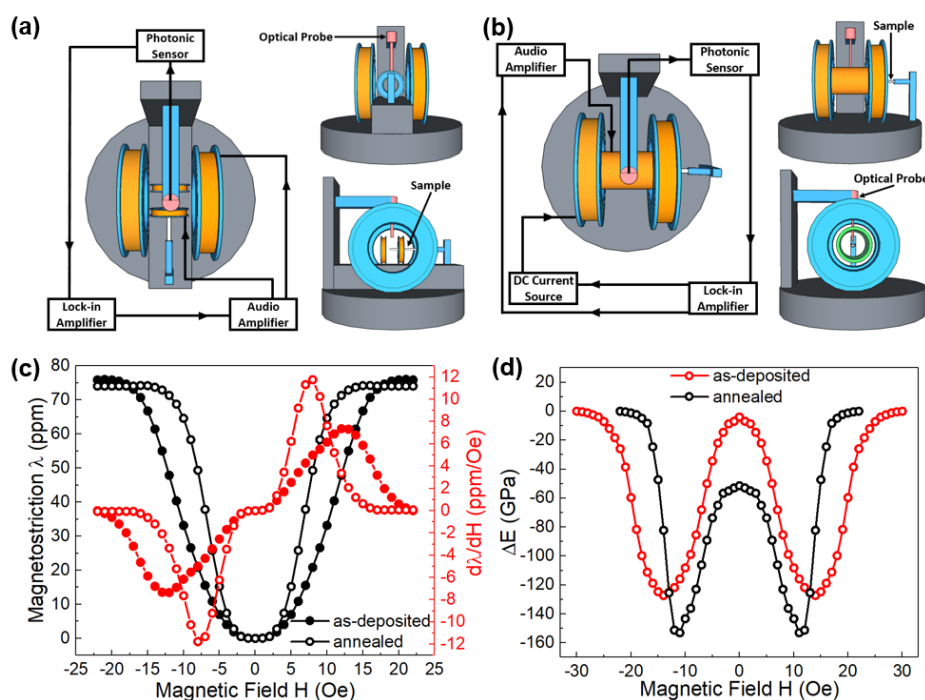 (a)
Photonic
Sensor
Optical Probe
Sample
Lock-in
Amplifier
Audio
Amplifier
(b)
Audio
Amplifier
Photonic
Sensor
Sample
Optical Probe
DC Current
Source
Lock-in
Amplifier
(c)
Magnetostriction λ (ppm)
80
70
60
50
40
30
20
10
0
12
10
8
6
4
2
0
-2
-4
-6
-8
-10
-12
dλ/dH (ppm/Oe)
as-deposited
annealed
-25 -20 -15 -10 -5 0 5 10 15 20 25
Magnetic Field H (Oe)
(d)
ΔE (GPa)
20
0
-20
-40
-60
-80
-100
-120
-140
-160
as-deposited
annealed
-30 -20 -10 0 10 20 30
Magnetic Field H (Oe)